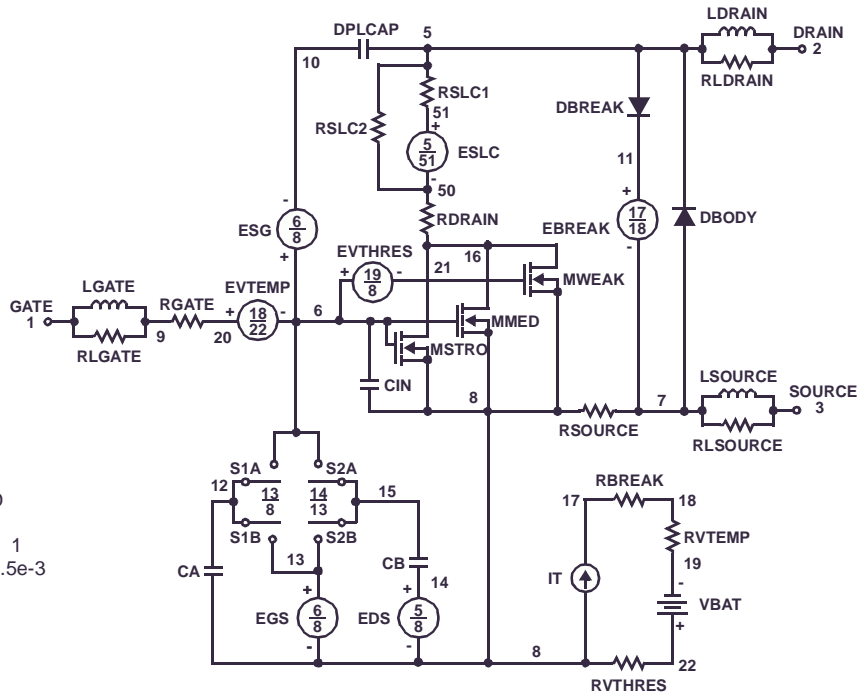 LDRAIN
DPLCAP 5 DRAIN
10 2
RLDRAIN
RSLC1
DBREAK
51
+
RSLC2
5
51
ESLC
11
-
50
-
+
17
18
DBODY
6
8
ESG
RDRAIN
EBREAK
+
EVTHRES
16
-
+ 19
8
- 21
MWEAK
LGATE
EVTEMP
GATE
1
RGATE
+ 18
22
- 6
MMED
9
20
MSTRO
RLGATE
LSOURCE
CIN
8
7
SOURCE
3
RSOURCE
RLSOURCE
S1A
S2A
12
13
8
14
13
15
RBREAK
17
18
S1B
S2B
RVTEMP
13
CB
19
CA
14
IT
-
+
+
VBAT
EGS
6
8
EDS
5
8
+
-
-
8
22
RVTHRES
1
.5e-3